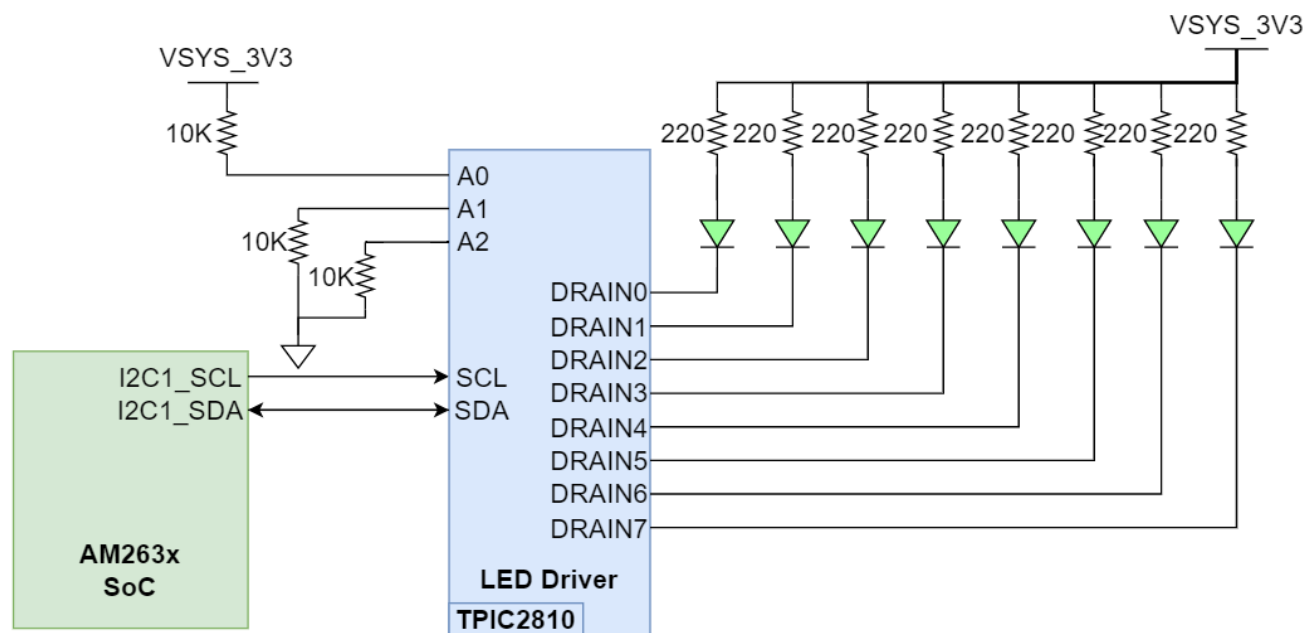 VSYS_3V3
VSYS_3V3
10K
220
220
220
220
220
220
220
220
A0
A1
A2
10K
10K
DRAIN0
DRAIN1
DRAIN2
DRAIN3
DRAIN4
DRAIN5
DRAIN6
DRAIN7
I2C1_SCL
I2C1_SDA
SCL
SDA
AM263x
SoC
LED Driver
TPIC2810